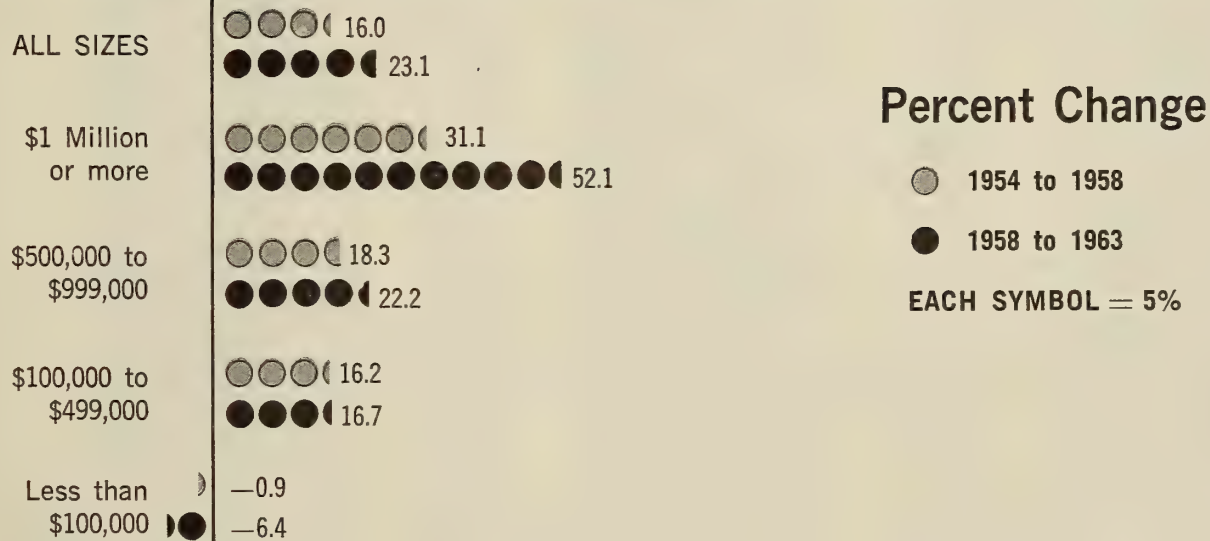 ALL SIZES
16.0
23.1
$1 Million
or more
31.1
52.1
$500,000 to
$999,000
18.3
22.2
$100,000 to
$499,000
16.2
16.7
Less than
$100,000
—0.9
—6.4
Percent Change
1954 to 1958
1958 to 1963
EACH SYMBOL = 5%